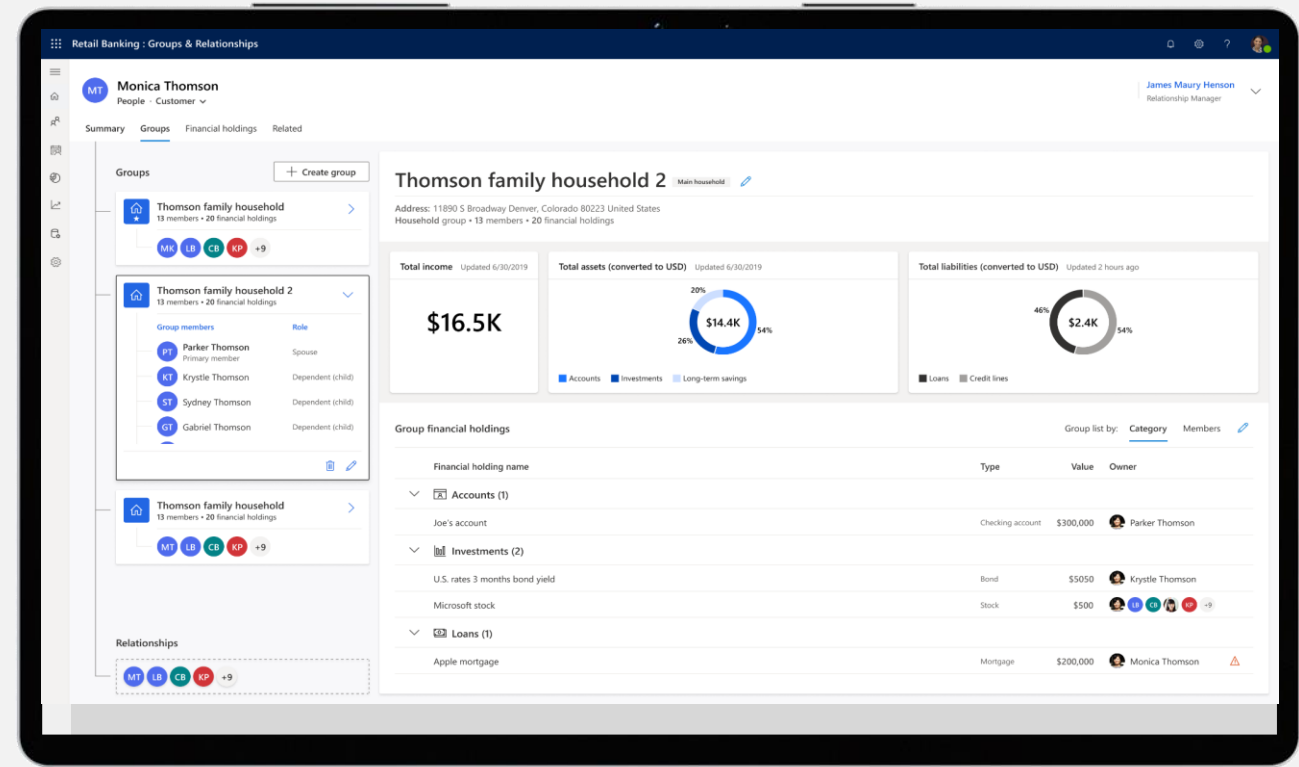 Retail Banking : Groups & Relationships
?
MT
Monica Thomson
People · Customer
James Maury Henson
Relationship Manager
Summary Groups Financial holdings Related
Groups
+ Create group
Thomson family household
13 members • 20 financial holdings
MK LB CB KP +9
Thomson family household 2
13 members • 20 financial holdings
Group members Role
PT Parker Thomson Spouse
Primary member
KT Krystle Thomson Dependent (child)
ST Sydney Thomson Dependent (child)
GT Gabriel Thomson Dependent (child)
Thomson family household
13 members • 20 financial holdings
MT LB CB KP +9
Relationships
MT LB CB KP +9
Thomson family household 2 Main household
Address: 11890 S Broadway Denver, Colorado 80223 United States
Household group • 13 members • 20 financial holdings
Total income Updated 6/30/2019
$16.5K
Total assets (converted to USD) Updated 6/30/2019
20%
$14.4K
54%
26%
Accounts Investments Long-term savings
Total liabilities (converted to USD) Updated 2 hours ago
46%
$2.4K
54%
Loans Credit lines
Group financial holdings
Group list by: Category Members
Financial holding name Type Value Owner
Accounts (1)
Joe's account Checking account $300,000 Parker Thomson
Investments (2)
U.S. rates 3 months bond yield Bond $5050 Krystle Thomson
Microsoft stock Stock $500 LB CB KP +9
Loans (1)
Apple mortgage Mortgage $200,000 Monica Thomson